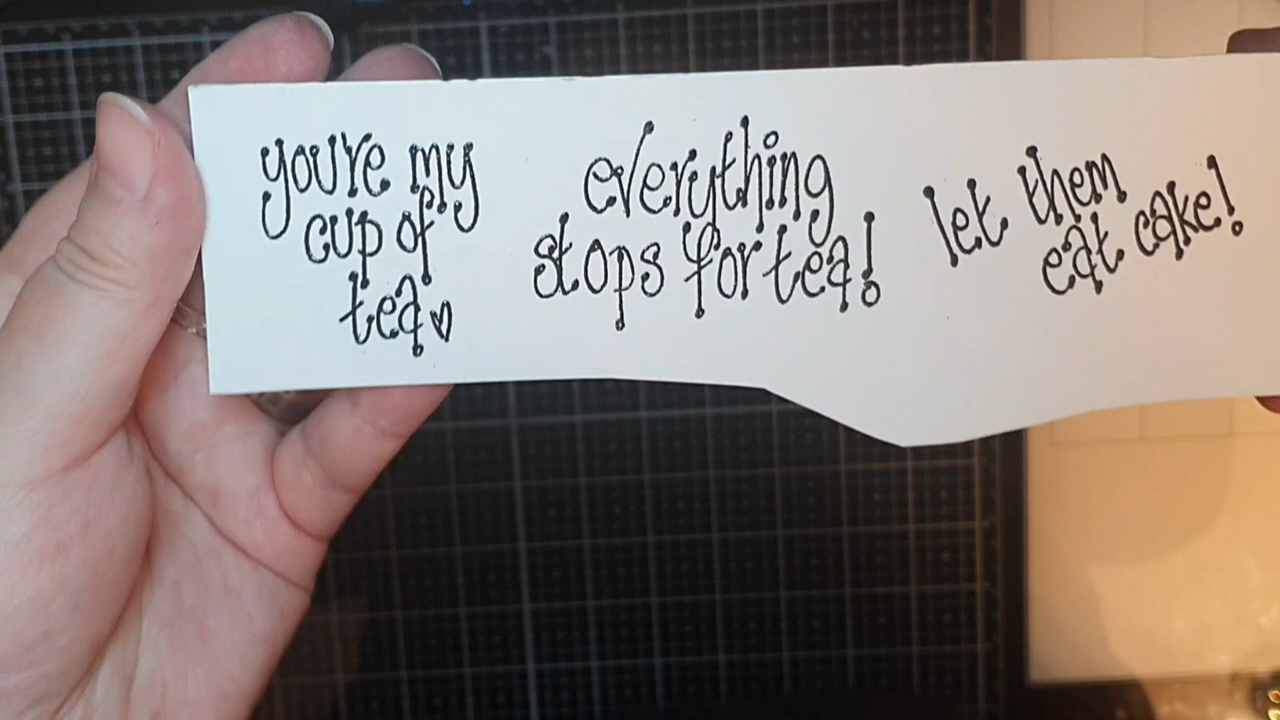 you're my
cup of
tea
everything
stops for tea!
let them
eat cake!